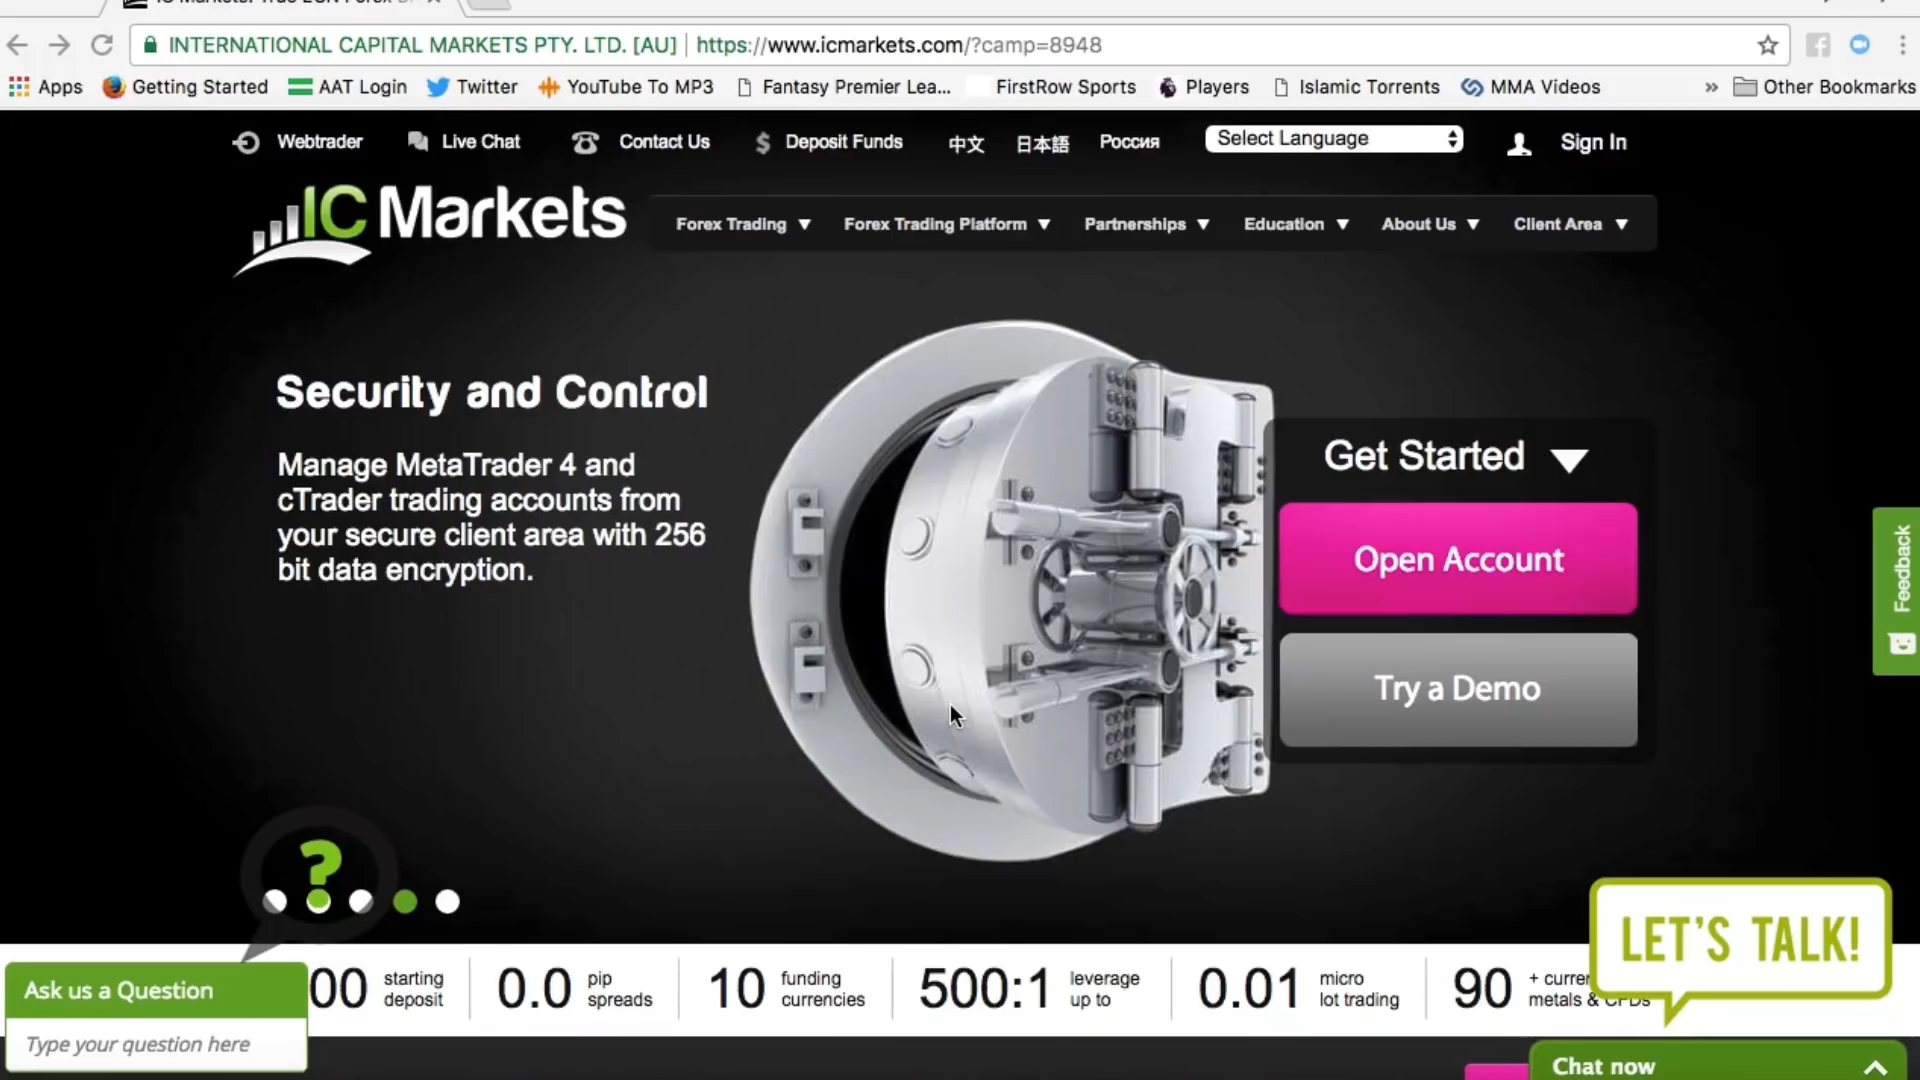 INTERNATIONAL CAPITAL MARKETS PTY. LTD. [AU] https://www.icmarkets.com/?camp=8948
Apps Getting Started AAT Login Twitter YouTube To MP3 Fantasy Premier Lea... FirstRow Sports Players Islamic Torrents MMA Videos » Other Bookmarks
Webtrader Live Chat Contact Us Deposit Funds 中文 日本語 Россия Select Language Sign In
IC Markets
Forex Trading Forex Trading Platform Partnerships Education About Us Client Area
Security and Control
Manage MetaTrader 4 and
cTrader trading accounts from
your secure client area with 256
bit data encryption.
Get Started
Open Account
Try a Demo
Feedback
?
LET'S TALK!
Ask us a Question
Type your question here
00 starting deposit
0.0 pip spreads
10 funding currencies
500:1 leverage up to
0.01 micro lot trading
90 + metals &
Chat now